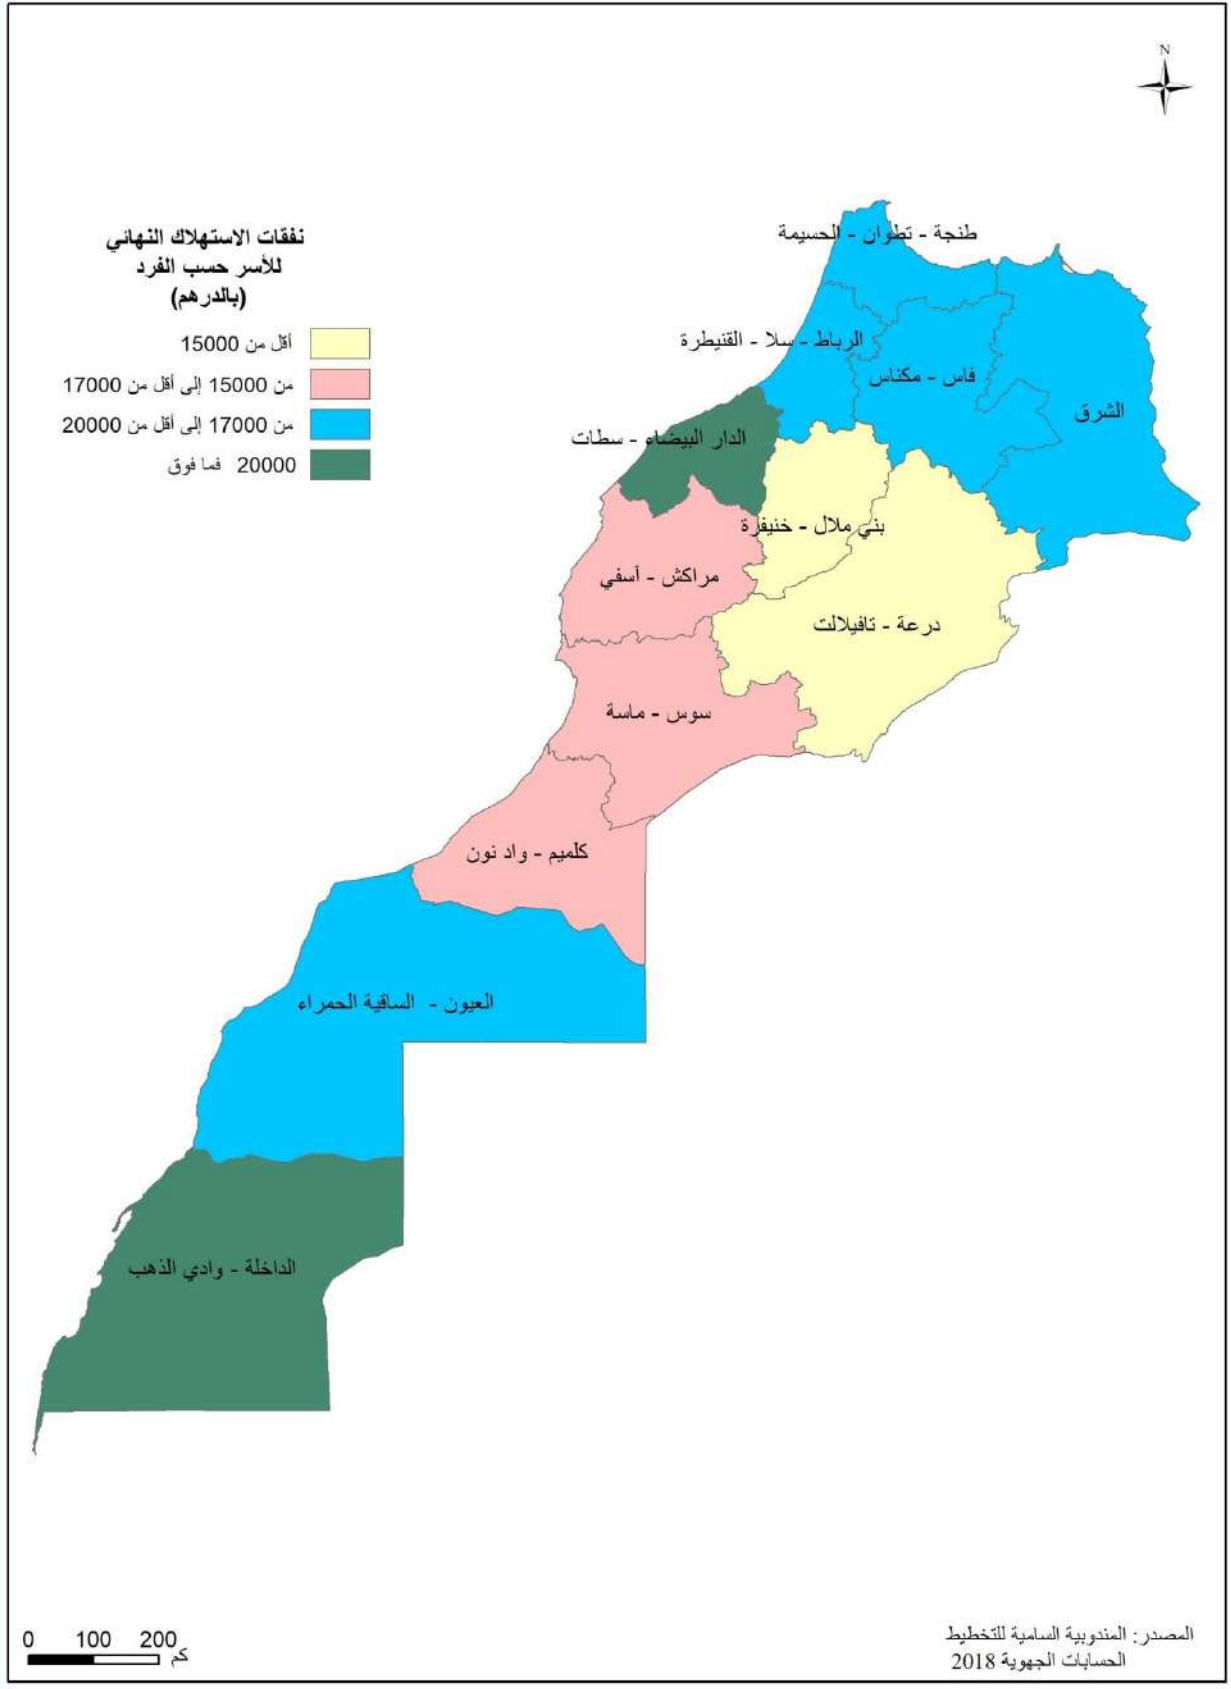 N
طنجة - تطوان - الحسيمة
نفقات الاستهلاك النهائي
للأسر حسب الفرد
(بالدرهم)
أقل من 15000
من 15000 إلى أقل من 17000
من 17000 إلى أقل من 20000
20000 فما فوق
الرباط - سلا - القنيطرة
فاس - مكناس
الشرق
الدار البيضاء - سطات
بني ملال - خنيفرة
مراكش - آسفي
درعة - تافيلالت
سوس - ماسة
كلميم - واد نون
العيون - الساقية الحمراء
الداخلة - وادي الذهب
0 100 200
كم
المصدر: المندوبية السامية للتخطيط
الحسابات الجهوية 2018